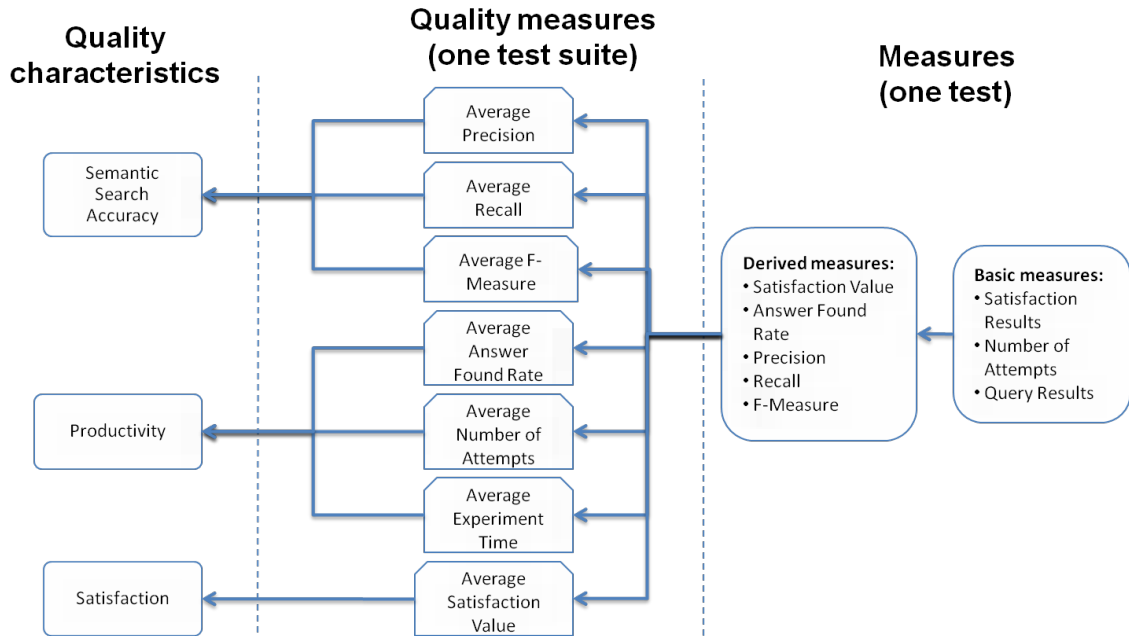 Quality
characteristics
Quality measures
(one test suite)
Measures
(one test)
Semantic
Search
Accuracy
Productivity
Satisfaction
Average
Precision
Average
Recall
Average F-
Measure
Average
Answer
Found Rate
Average
Number of
Attempts
Average
Experiment
Time
Average
Satisfaction
Value
Derived measures:
• Satisfaction Value
• Answer Found
Rate
• Precision
• Recall
• F-Measure
Basic measures:
• Satisfaction
Results
• Number of
Attempts
• Query Results